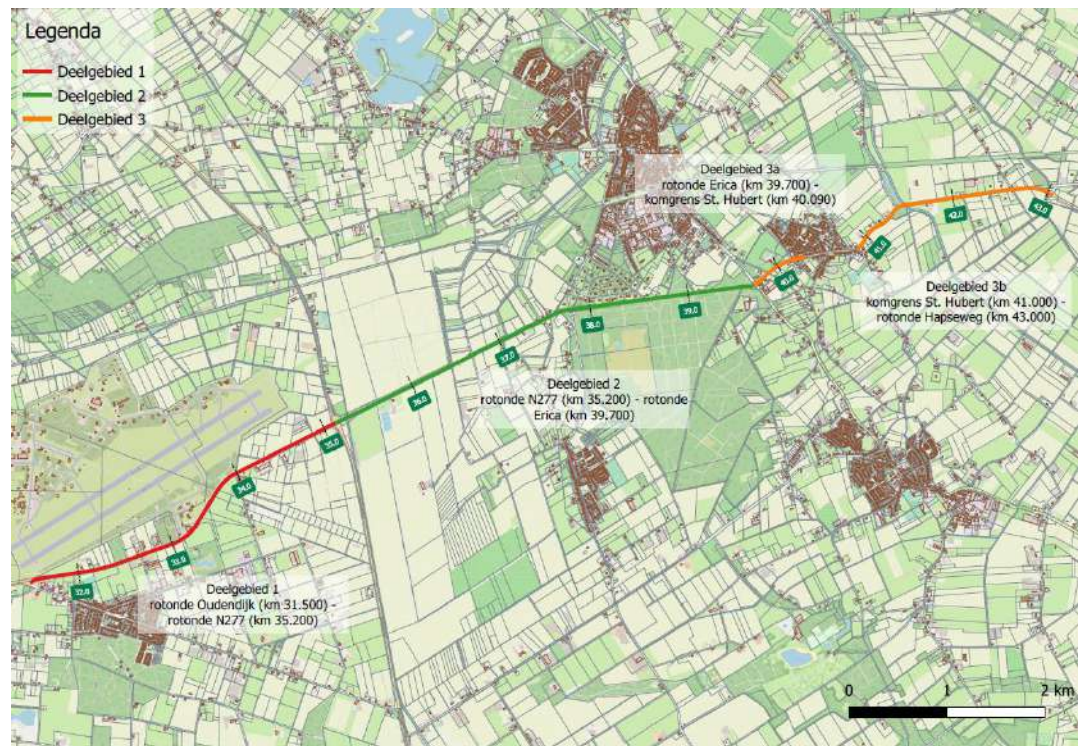 Legenda
Deelgebied 1
Deelgebied 2
Deelgebied 3
Deelgebied 3a
rotonde Erica (km 39.700) -
komgrens St. Hubert (km 40.090)
43.0
42.0
41.0
40.0
Deelgebied 3b
komgrens St. Hubert (km 41.000) -
rotonde Hapseweg (km 43.000)
39.0
38.0
37.0
Deelgebied 2
rotonde N277 (km 35.200) - rotonde
Erica (km 39.700)
36.0
35.0
34.0
33.0
32.0
Deelgebied 1
rotonde Oudendijk (km 31.500) -
rotonde N277 (km 35.200)
0 1 2 km